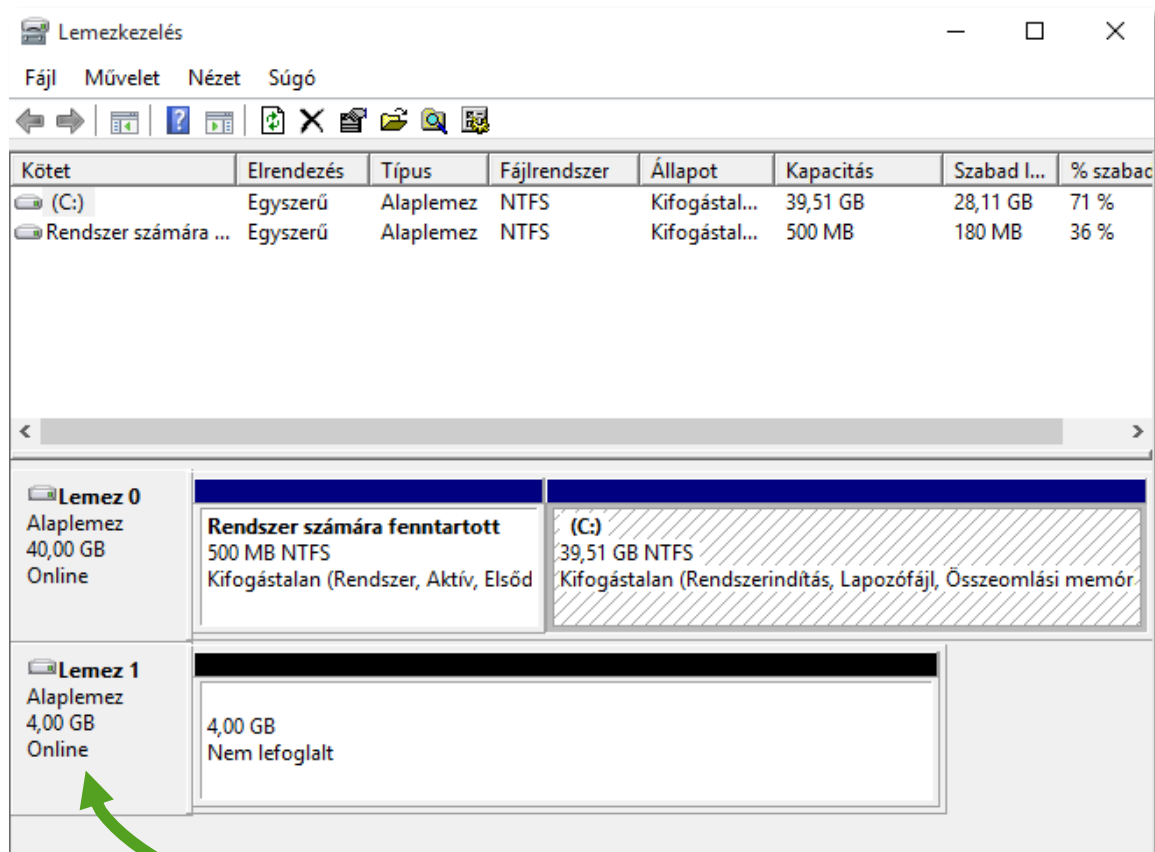 Lemezkezelés
Fájl Művelet Nézet Súgó
Kötet Elrendezés Típus Fájlrendszer Állapot Kapacitás Szabad l... % szabad
(C:) Egyszerű Alaplemez NTFS Kifogástal... 39,51 GB 28,11 GB 71 %
Rendszer számára ... Egyszerű Alaplemez NTFS Kifogástal... 500 MB 180 MB 36 %
Lemez 0
Alaplemez
40,00 GB
Online
Rendszer számára fenntartott
500 MB NTFS
Kifogástalan (Rendszer, Aktív, Elsőd
(C:)
39,51 GB NTFS
Kifogástalan (Rendszerindítás, Lapozófájl, Összeomlási memór
Lemez 1
Alaplemez
4,00 GB
Online
4,00 GB
Nem lefoglalt